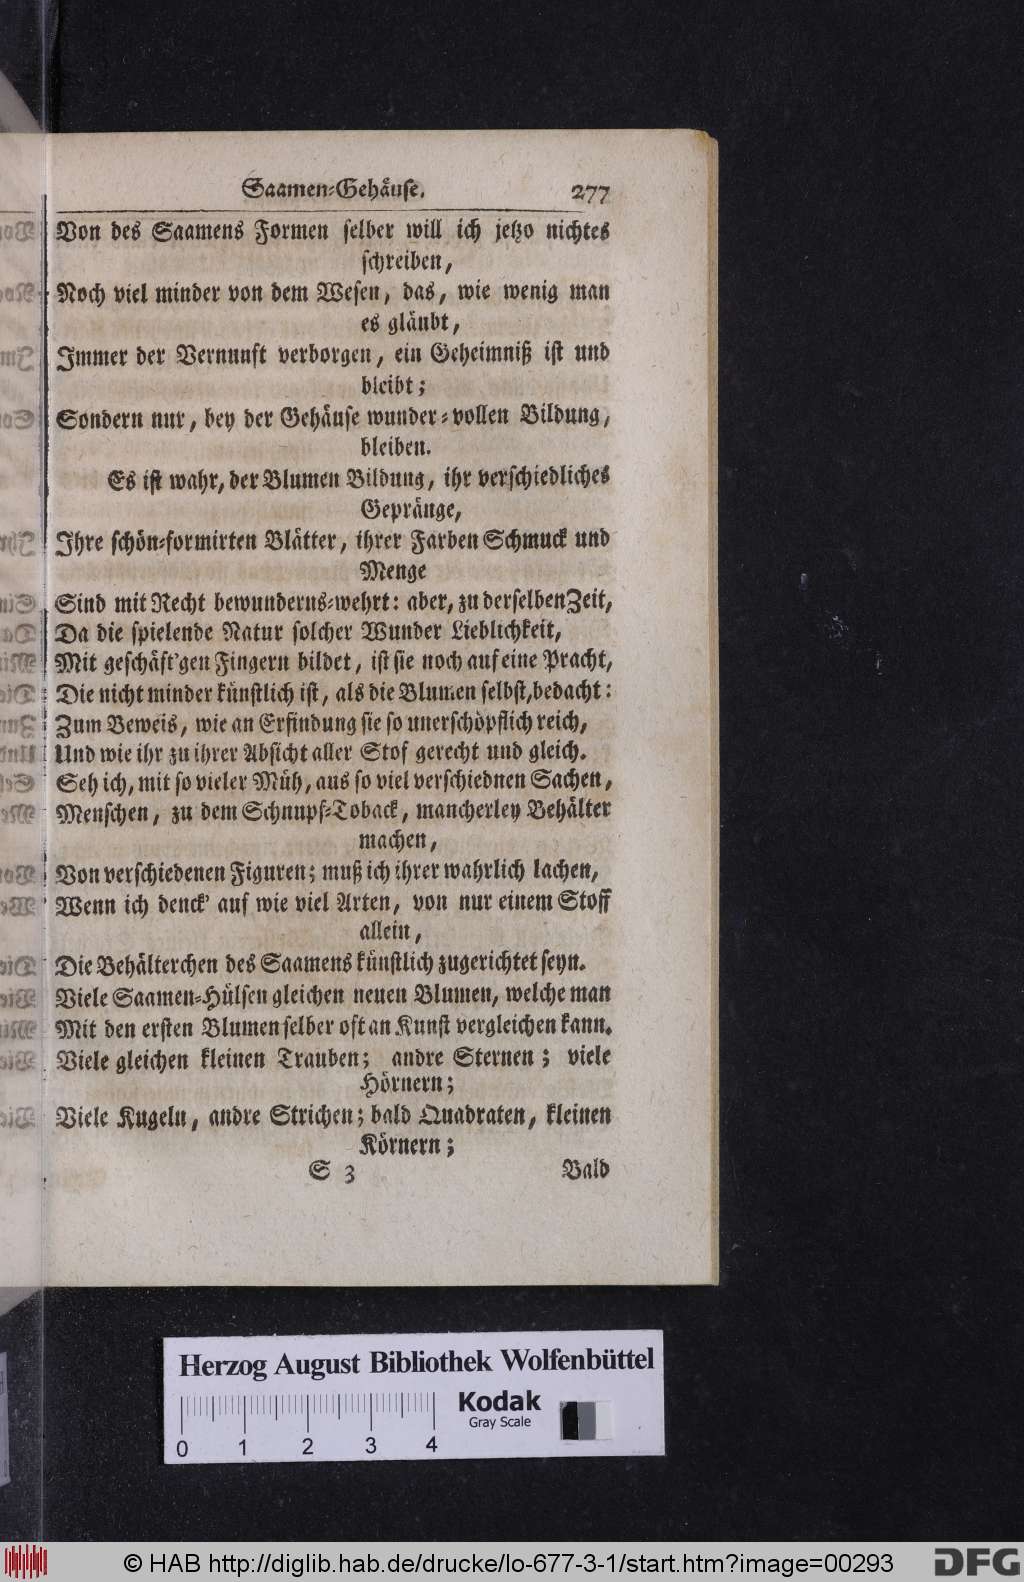 Saamen-Gehäuse. 277
Von des Saamens Formen selber will ich jetzo nichtes
schreiben,
Noch viel minder von dem Wesen, das, wie wenig man
es gläubt,
Immer der Vernunft verborgen, ein Geheimniß ist und
bleibt;
Sondern nur, bey der Gehäuse wunder-vollen Bildung,
bleiben.
Es ist wahr, der Blumen Bildung, ihr verschiedliches
Gepränge,
Ihre schön-formirten Blätter, ihrer Farben Schmuck und
Menge
Sind mit Recht bewunderns-wehrt: aber, zu derselben Zeit,
Da die spielende Natur solcher Wunder Lieblichkeit,
Mit geschäft'gen Fingern bildet, ist sie noch auf eine Pracht,
Die nicht minder künstlich ist, als die Blumen selbst, bedacht:
Zum Beweis, wie an Erfindung sie so unerschöpflich reich,
Und wie ihr zu ihrer Absicht aller Stof gerecht und gleich.
Seh ich, mit so vieler Müh, aus so viel verschiednen Sachen,
Menschen, zu dem Schnupf-Toback, mancherley Behälter
machen,
Von verschiedenen Figuren; muß ich ihrer wahrlich lachen,
Wenn ich denck' auf wie viel Arten, von nur einem Stoff
allein,
Die Behälterchen des Saamens künstlich zugerichtet seyn.
Viele Saamen-Hülsen gleichen neuen Blumen, welche man
Mit den ersten Blumen selber oft an Kunst vergleichen kann.
Viele gleichen kleinen Trauben; andre Sternen; viele
Hörnern;
Viele Kugeln, andre Strichen; bald Quadraten, kleinen
Körnern;
S 3 Bald
Herzog August Bibliothek Wolfenbüttel
Kodak
Gray Scale
0 1 2 3 4
© HAB http://diglib.hab.de/drucke/lo-677-3-1/start.htm?image=00293
DFG